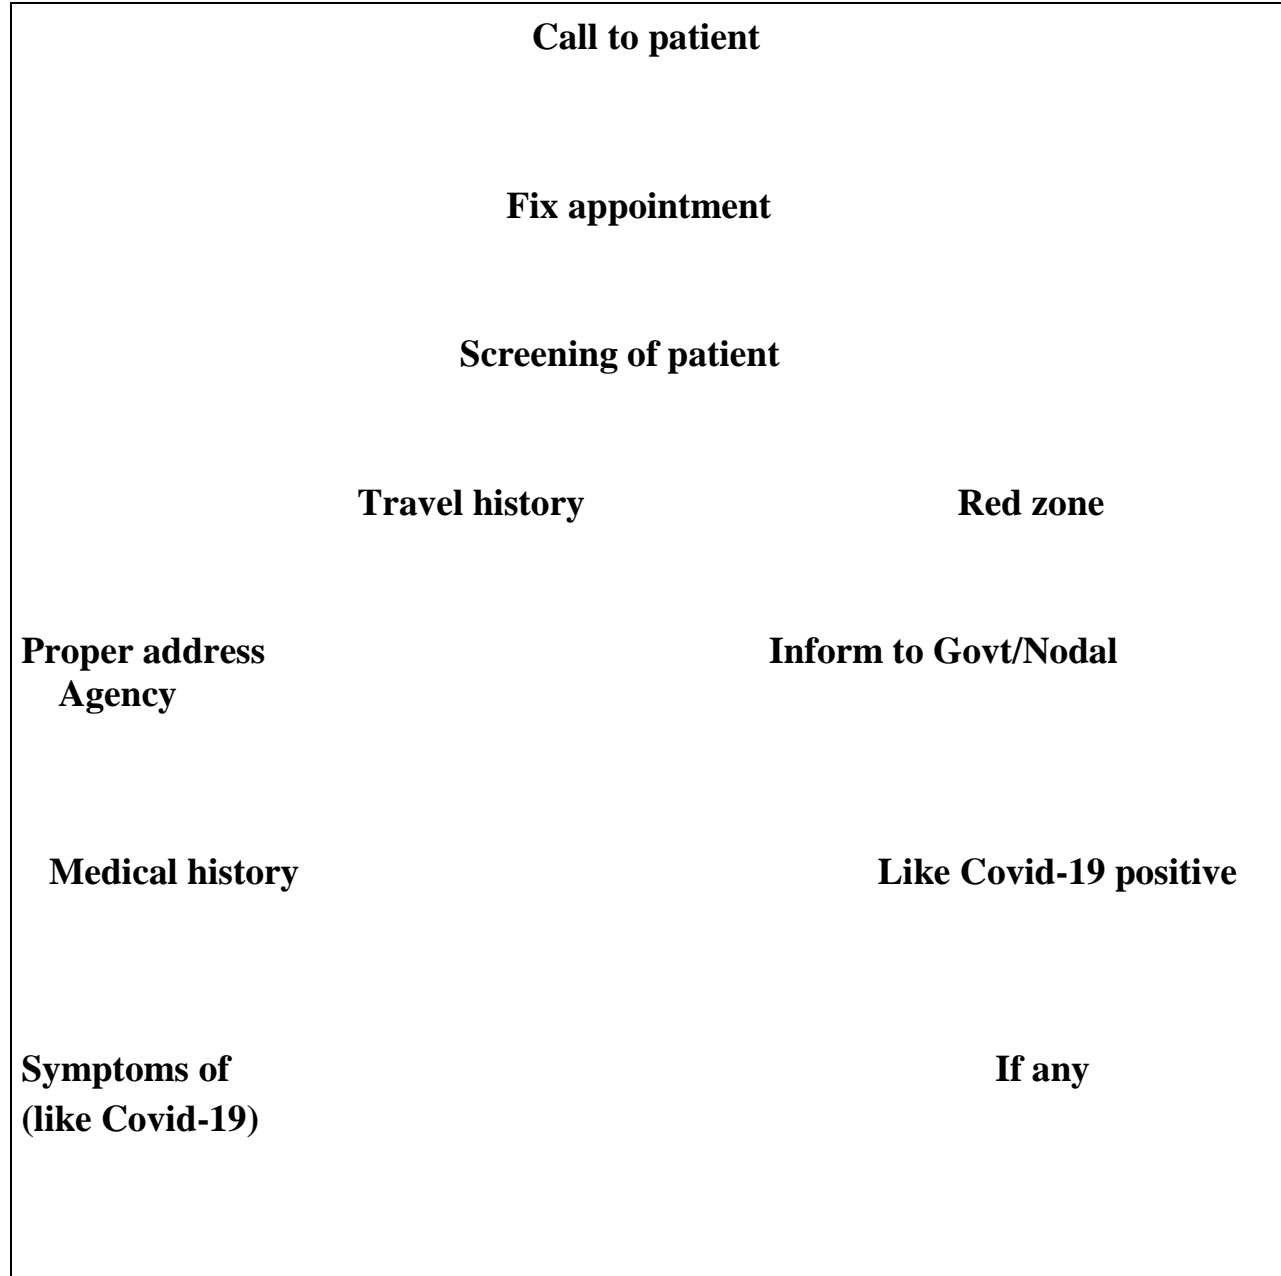 Call to patient
Fix appointment
Screening of patient
Travel history Red zone
Proper address Inform to Govt/Nodal
Agency
Medical history Like Covid-19 positive
Symptoms of If any
(like Covid-19)